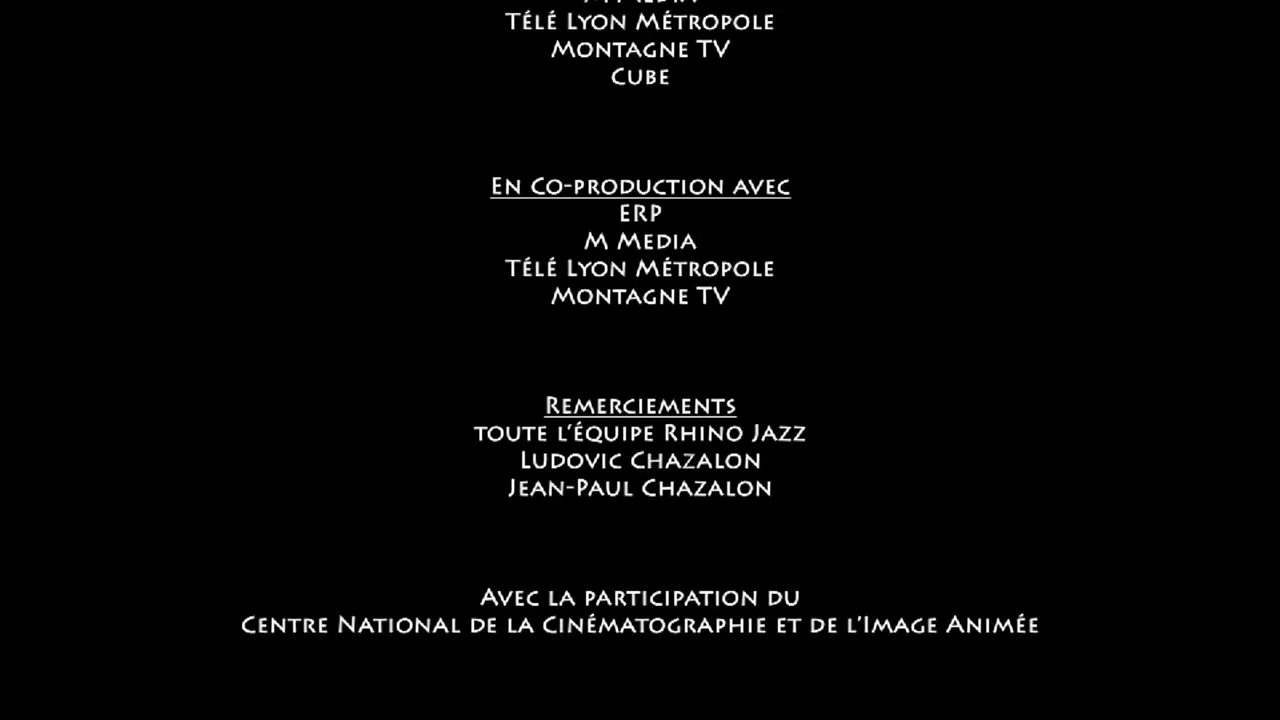 M MEDIA
TÉLÉ LYON MÉTROPOLE
MONTAGNE TV
CUBE
EN CO-PRODUCTION AVEC
ERP
M MEDIA
TÉLÉ LYON MÉTROPOLE
MONTAGNE TV
REMERCIEMENTS
TOUTE L'ÉQUIPE RHINO JAZZ
LUDOVIC CHAZALON
JEAN-PAUL CHAZALON
AVEC LA PARTICIPATION DU
CENTRE NATIONAL DE LA CINÉMATOGRAPHIE ET DE L'IMAGE ANIMÉE